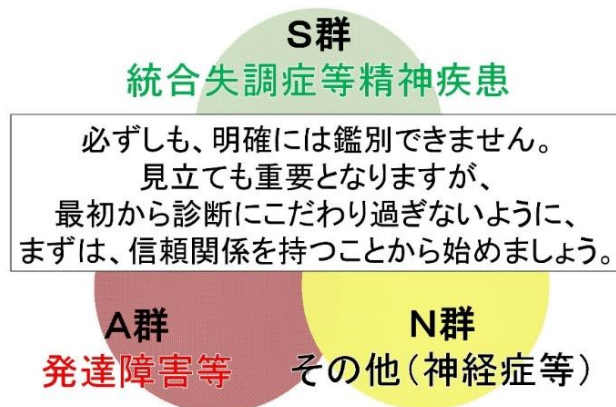 S群
統合失調症等精神疾患
必ずしも、明確には鑑別できません。
見立ても重要となりますが、
最初から診断にこだわり過ぎないように、
まずは、信頼関係を持つことから始めましょう。
A群
発達障害等
N群
その他(神経症等)